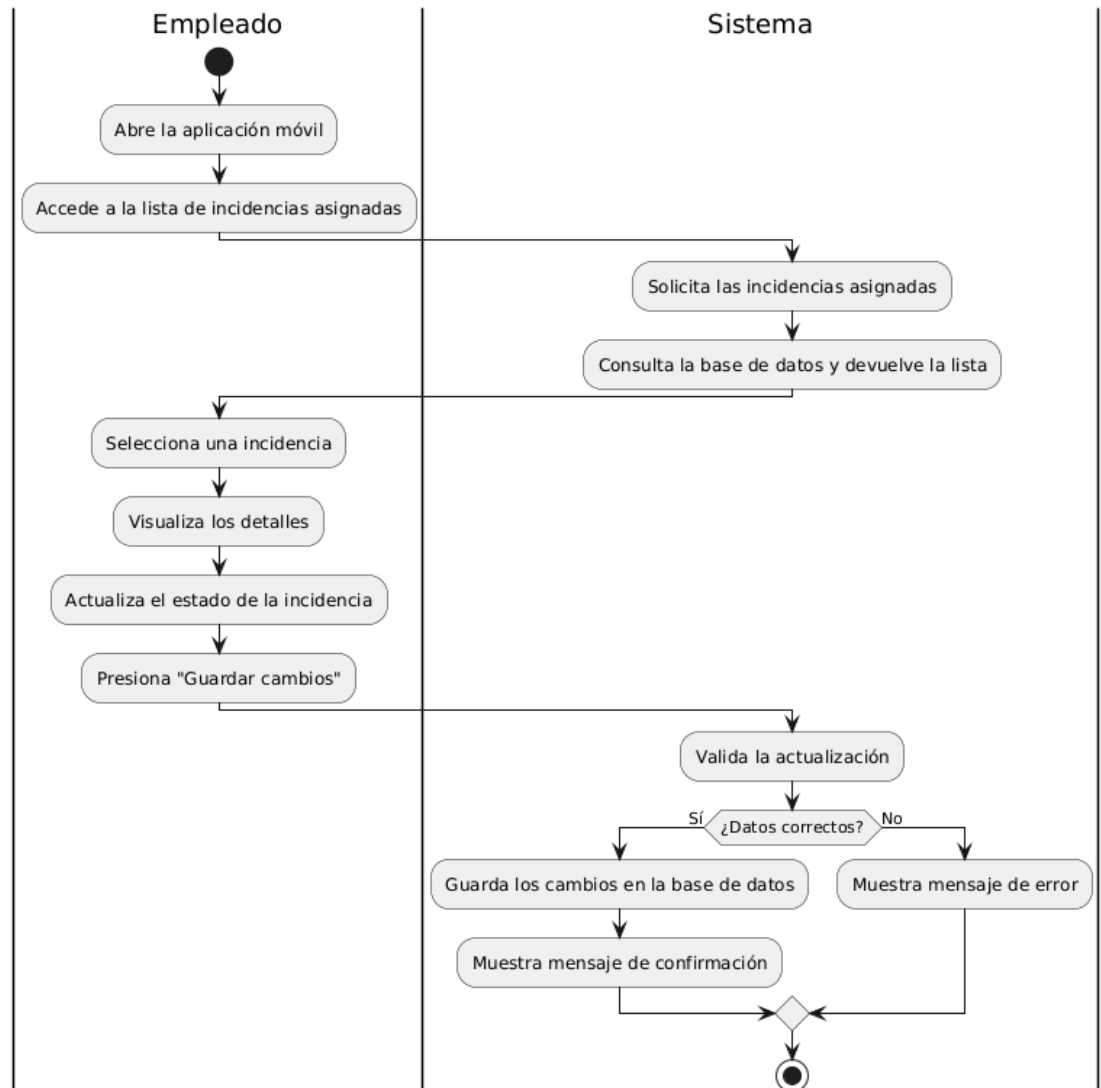 Empleado
Sistema
Abre la aplicación móvil
Accede a la lista de incidencias asignadas
Solicita las incidencias asignadas
Consulta la base de datos y devuelve la lista
Selecciona una incidencia
Visualiza los detalles
Actualiza el estado de la incidencia
Presiona "Guardar cambios"
Valida la actualización
Sí
¿Datos correctos?
No
Guarda los cambios en la base de datos
Muestra mensaje de error
Muestra mensaje de confirmación